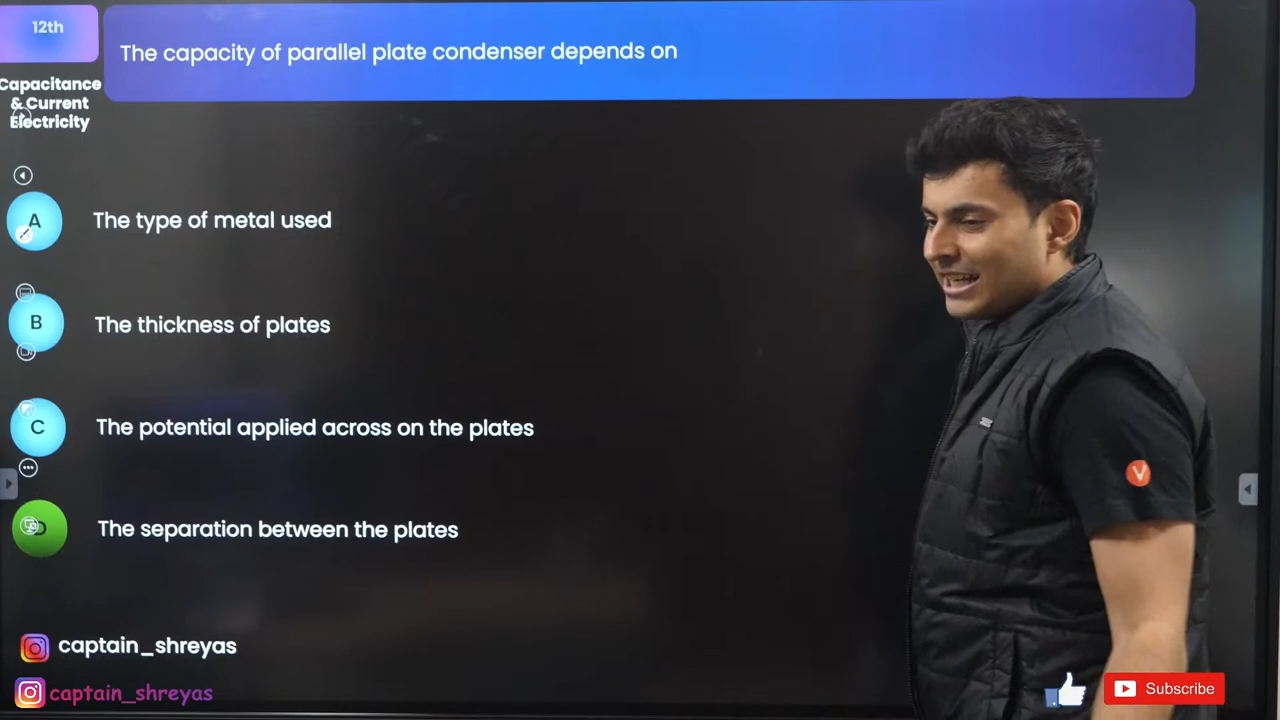 12th
The capacity of parallel plate condenser depends on
Capacitance
& Current
Electricity
A
The type of metal used
B
The thickness of plates
C
The potential applied across on the plates
D
The separation between the plates
V
captain_shreyas
captain_shreyas
Subscribe